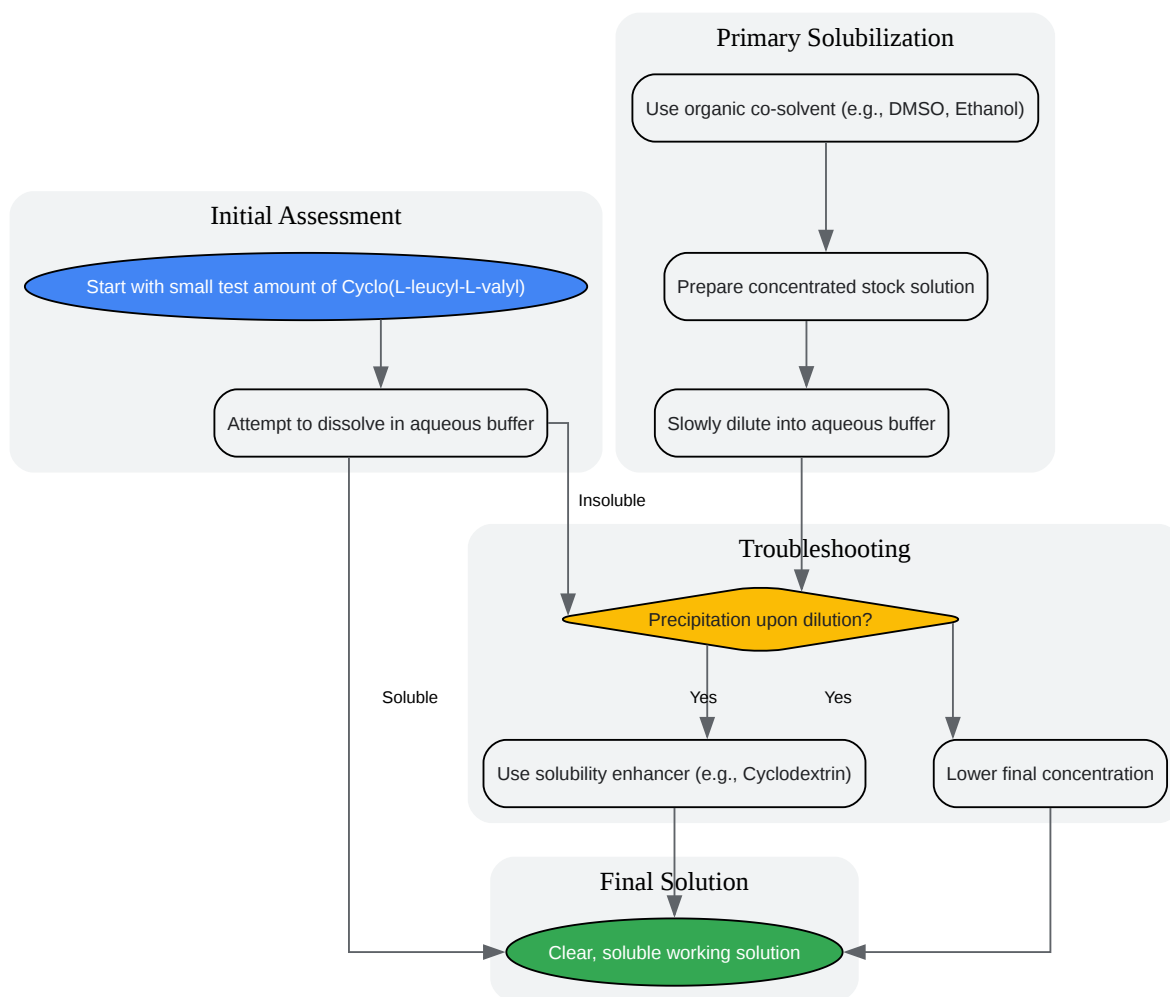 Primary Solubilization
Use organic co-solvent (e.g., DMSO, Ethanol)
Initial Assessment
Start with small test amount of Cyclo(L-leucyl-L-valyl)
Prepare concentrated stock solution
Attempt to dissolve in aqueous buffer
Slowly dilute into aqueous buffer
Insoluble
Troubleshooting
Precipitation upon dilution?
Soluble
Yes
Yes
Use solubility enhancer (e.g., Cyclodextrin)
Lower final concentration
Final Solution
Clear, soluble working solution